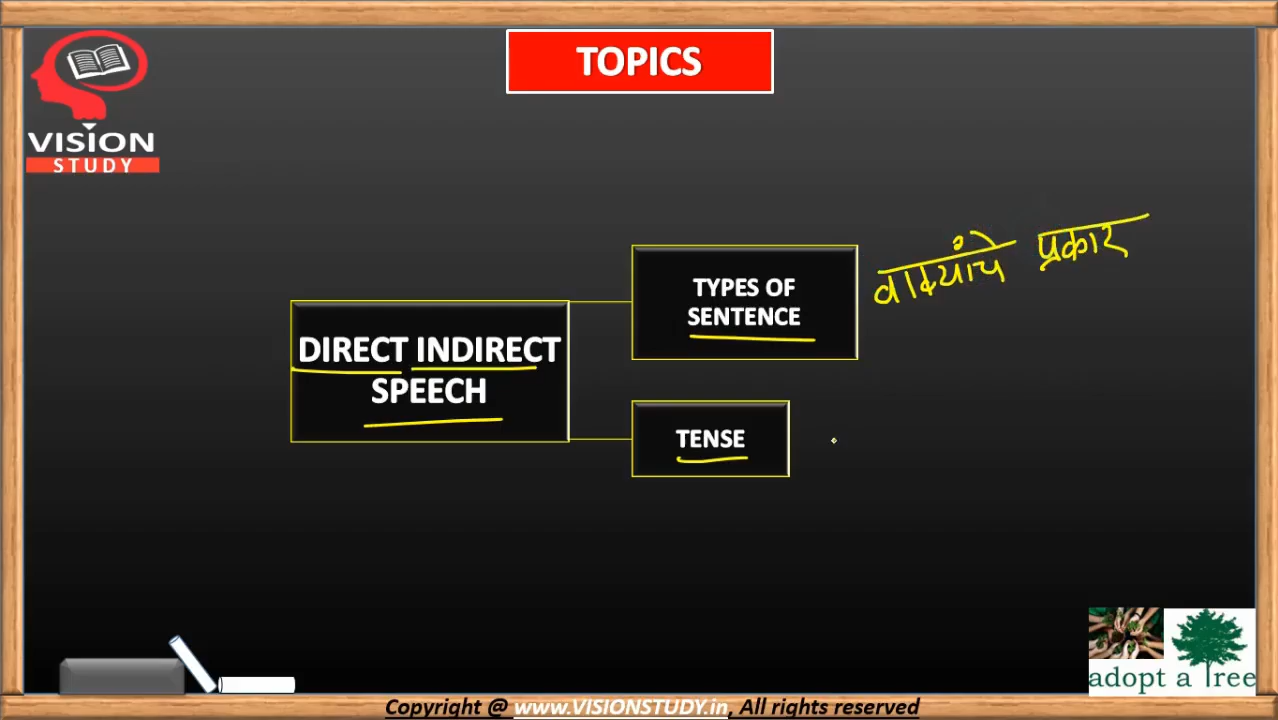 VISION
STUDY
TOPICS
TYPES OF
SENTENCE
वाक्यांचे प्रकार
DIRECT INDIRECT
SPEECH
TENSE
adopt a Tree
Copyright @ www.VISIONSTUDY.in, All rights reserved